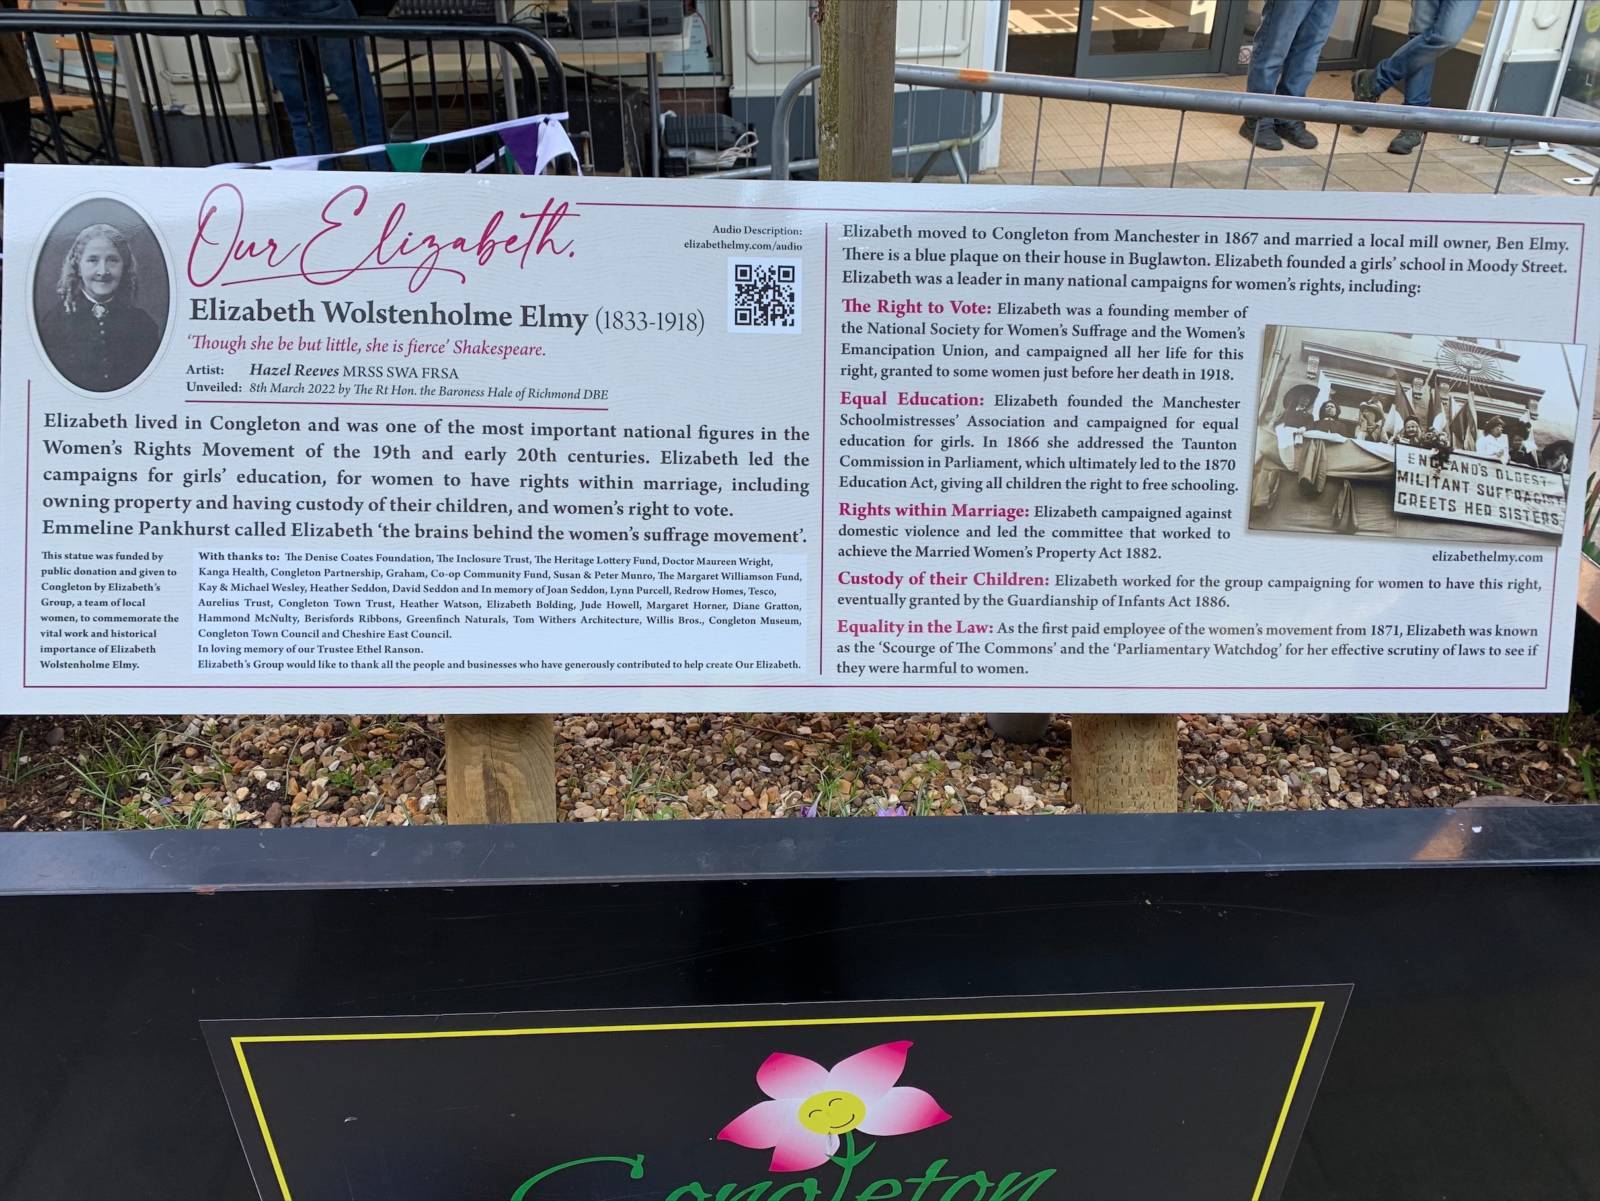 Our Elizabeth.
Audio Description:
elizabethelmy.com/audio
Elizabeth Wolstenholme Elmy (1833-1918)
'Though she be but little, she is fierce' Shakespeare.
Artist: Hazel Reeves MRSS SWA FRSA
Unveiled: 8th March 2022 by The Rt Hon. the Baroness Hale of Richmond DBE
Elizabeth lived in Congleton and was one of the most important national figures in the
Women's Rights Movement of the 19th and early 20th centuries. Elizabeth led the
campaigns for girls' education, for women to have rights within marriage, including
owning property and having custody of their children, and women's right to vote.
Emmeline Pankhurst called Elizabeth 'the brains behind the women's suffrage movement'.
This statue was funded by
public donation and given to
Congleton by Elizabeth's
Group, a team of local
women, to commemorate the
vital work and historical
importance of Elizabeth
Wolstenholme Elmy.
With thanks to: The Denise Coates Foundation, The Inclosure Trust, The Heritage Lottery Fund, Doctor Maureen Wright,
Kanga Health, Congleton Partnership, Graham, Co-op Community Fund, Susan & Peter Munro, The Margaret Williamson Fund,
Kay & Michael Wesley, Heather Seddon, David Seddon and In memory of Joan Seddon, Lynn Purcell, Redrow Homes, Tesco,
Aurelius Trust, Congleton Town Trust, Heather Watson, Elizabeth Bolding, Jude Howell, Margaret Horner, Diane Gratton,
Hammond McNulty, Berisfords Ribbons, Greenfinch Naturals, Tom Withers Architecture, Willis Bros., Congleton Museum,
Congleton Town Council and Cheshire East Council.
In loving memory of our Trustee Ethel Ranson.
Elizabeth's Group would like to thank all the people and businesses who have generously contributed to help create Our Elizabeth.
Elizabeth moved to Congleton from Manchester in 1867 and married a local mill owner, Ben Elmy.
There is a blue plaque on their house in Buglawton. Elizabeth founded a girls' school in Moody Street.
Elizabeth was a leader in many national campaigns for women's rights, including:
The Right to Vote: Elizabeth was a founding member of
the National Society for Women's Suffrage and the Women's
Emancipation Union, and campaigned all her life for this
right, granted to some women just before her death in 1918.
Equal Education: Elizabeth founded the Manchester
Schoolmistresses' Association and campaigned for equal
education for girls. In 1866 she addressed the Taunton
Commission in Parliament, which ultimately led to the 1870
Education Act, giving all children the right to free schooling.
Rights within Marriage: Elizabeth campaigned against
domestic violence and led the committee that worked to
achieve the Married Women's Property Act 1882.
ENGLAND'S OLDEST
MILITANT SUFFRAGIST
GREETS HER SISTERS
elizabethelmy.com
Custody of their Children: Elizabeth worked for the group campaigning for women to have this right,
eventually granted by the Guardianship of Infants Act 1886.
Equality in the Law: As the first paid employee of the women's movement from 1871, Elizabeth was known
as the 'Scourge of The Commons' and the 'Parliamentary Watchdog' for her effective scrutiny of laws to see if
they were harmful to women.
Congleton